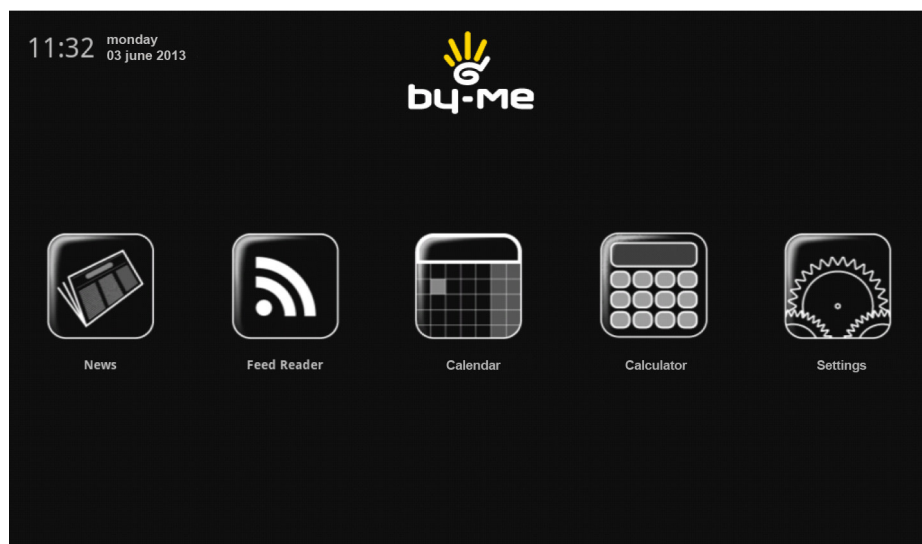 11:32
monday
03 june 2013
by-me
News
Feed Reader
Calendar
Calculator
Settings